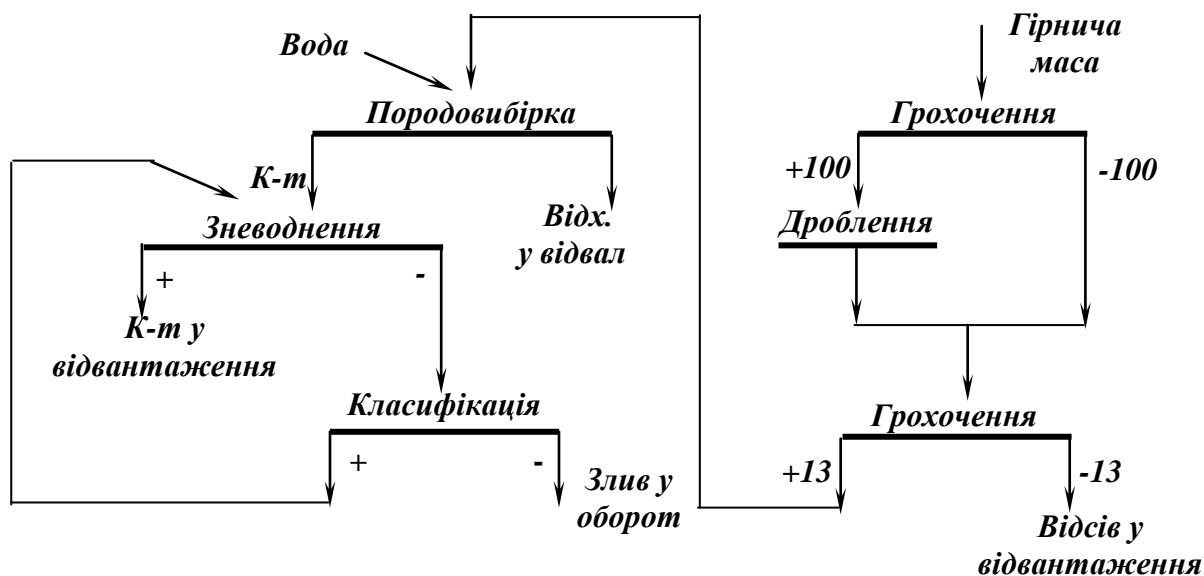 Гірнича
маса
Вода
Породовибірка
Грохочення
+100
-100
К-т
Зневоднення
Відх.
у відвал
Дроблення
+
-
К-т у
відвантаження
Класифікація
Грохочення
+
-
Злив у
оборот
+13
-13
Відсів у
відвантаження